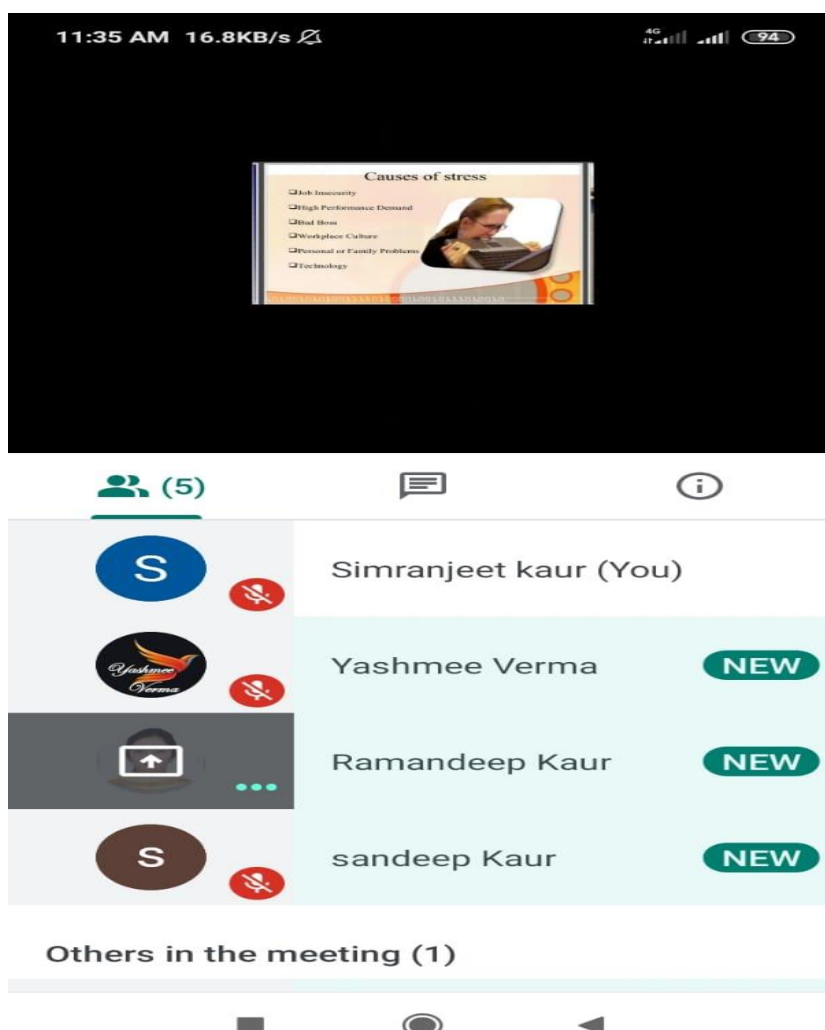 11:35 AM 16.8KB/s 4G 94
Causes of stress
Job Insecurity
High Performance Demand
Bad Boss
Workplace Culture
Personal or Family Problems
Technology
(5)
S Simranjeet kaur (You)
Yashmee Verma Yashmee Verma NEW
Ramandeep Kaur NEW
S sandeep Kaur NEW
Others in the meeting (1)